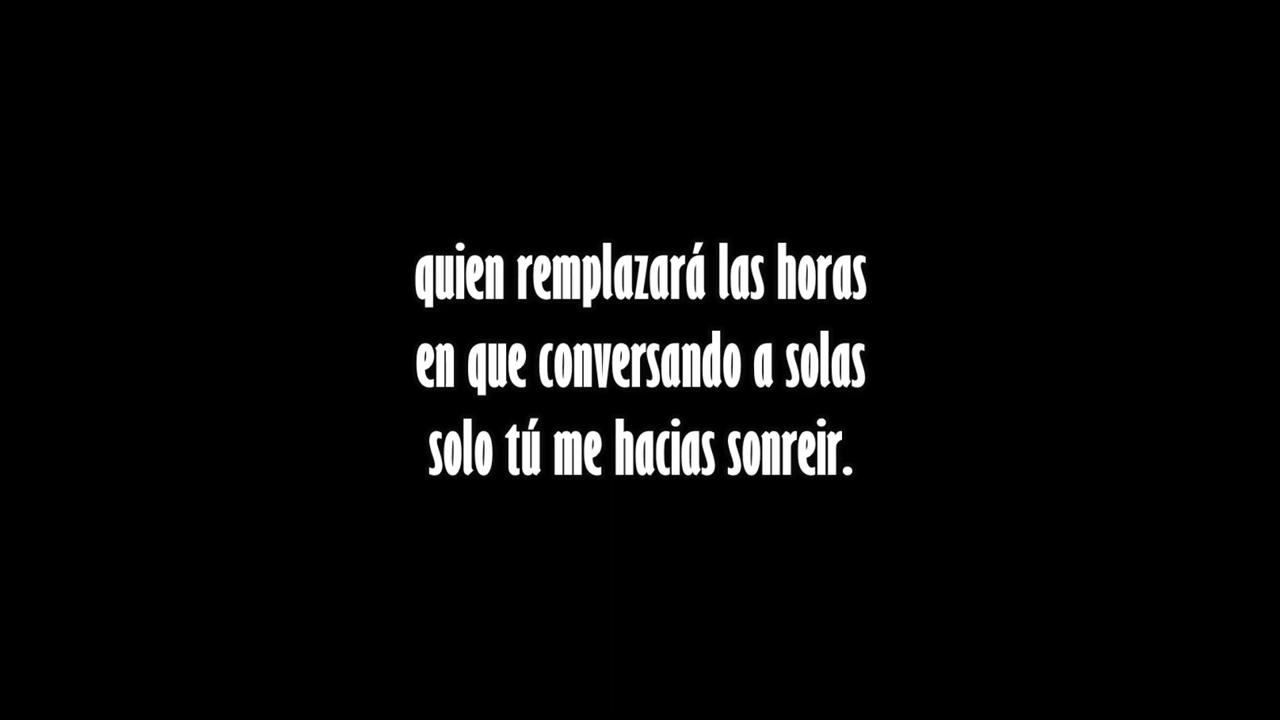 quien remplazará las horas
en que conversando a solas
solo tú me hacias sonreir.